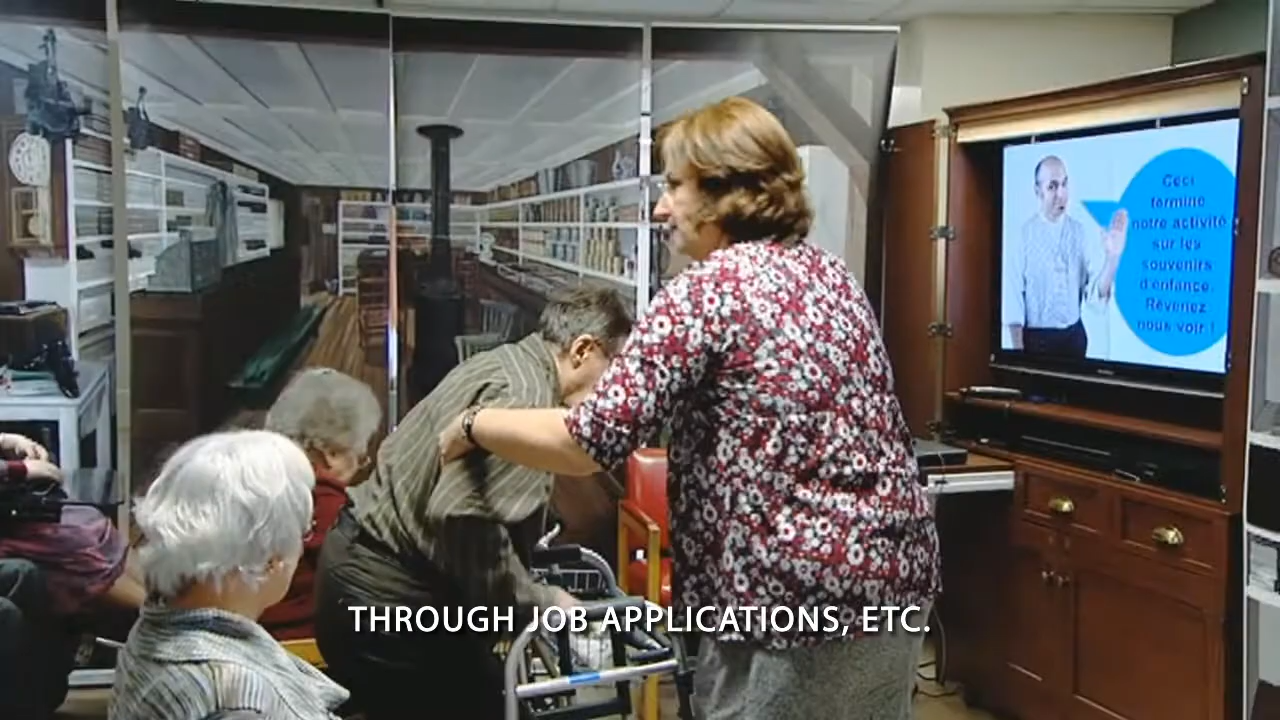 Ceci
termine
notre activité
sur les
souvenirs
d'enfance.
Revenez
nous voir !
THROUGH JOB APPLICATIONS, ETC.